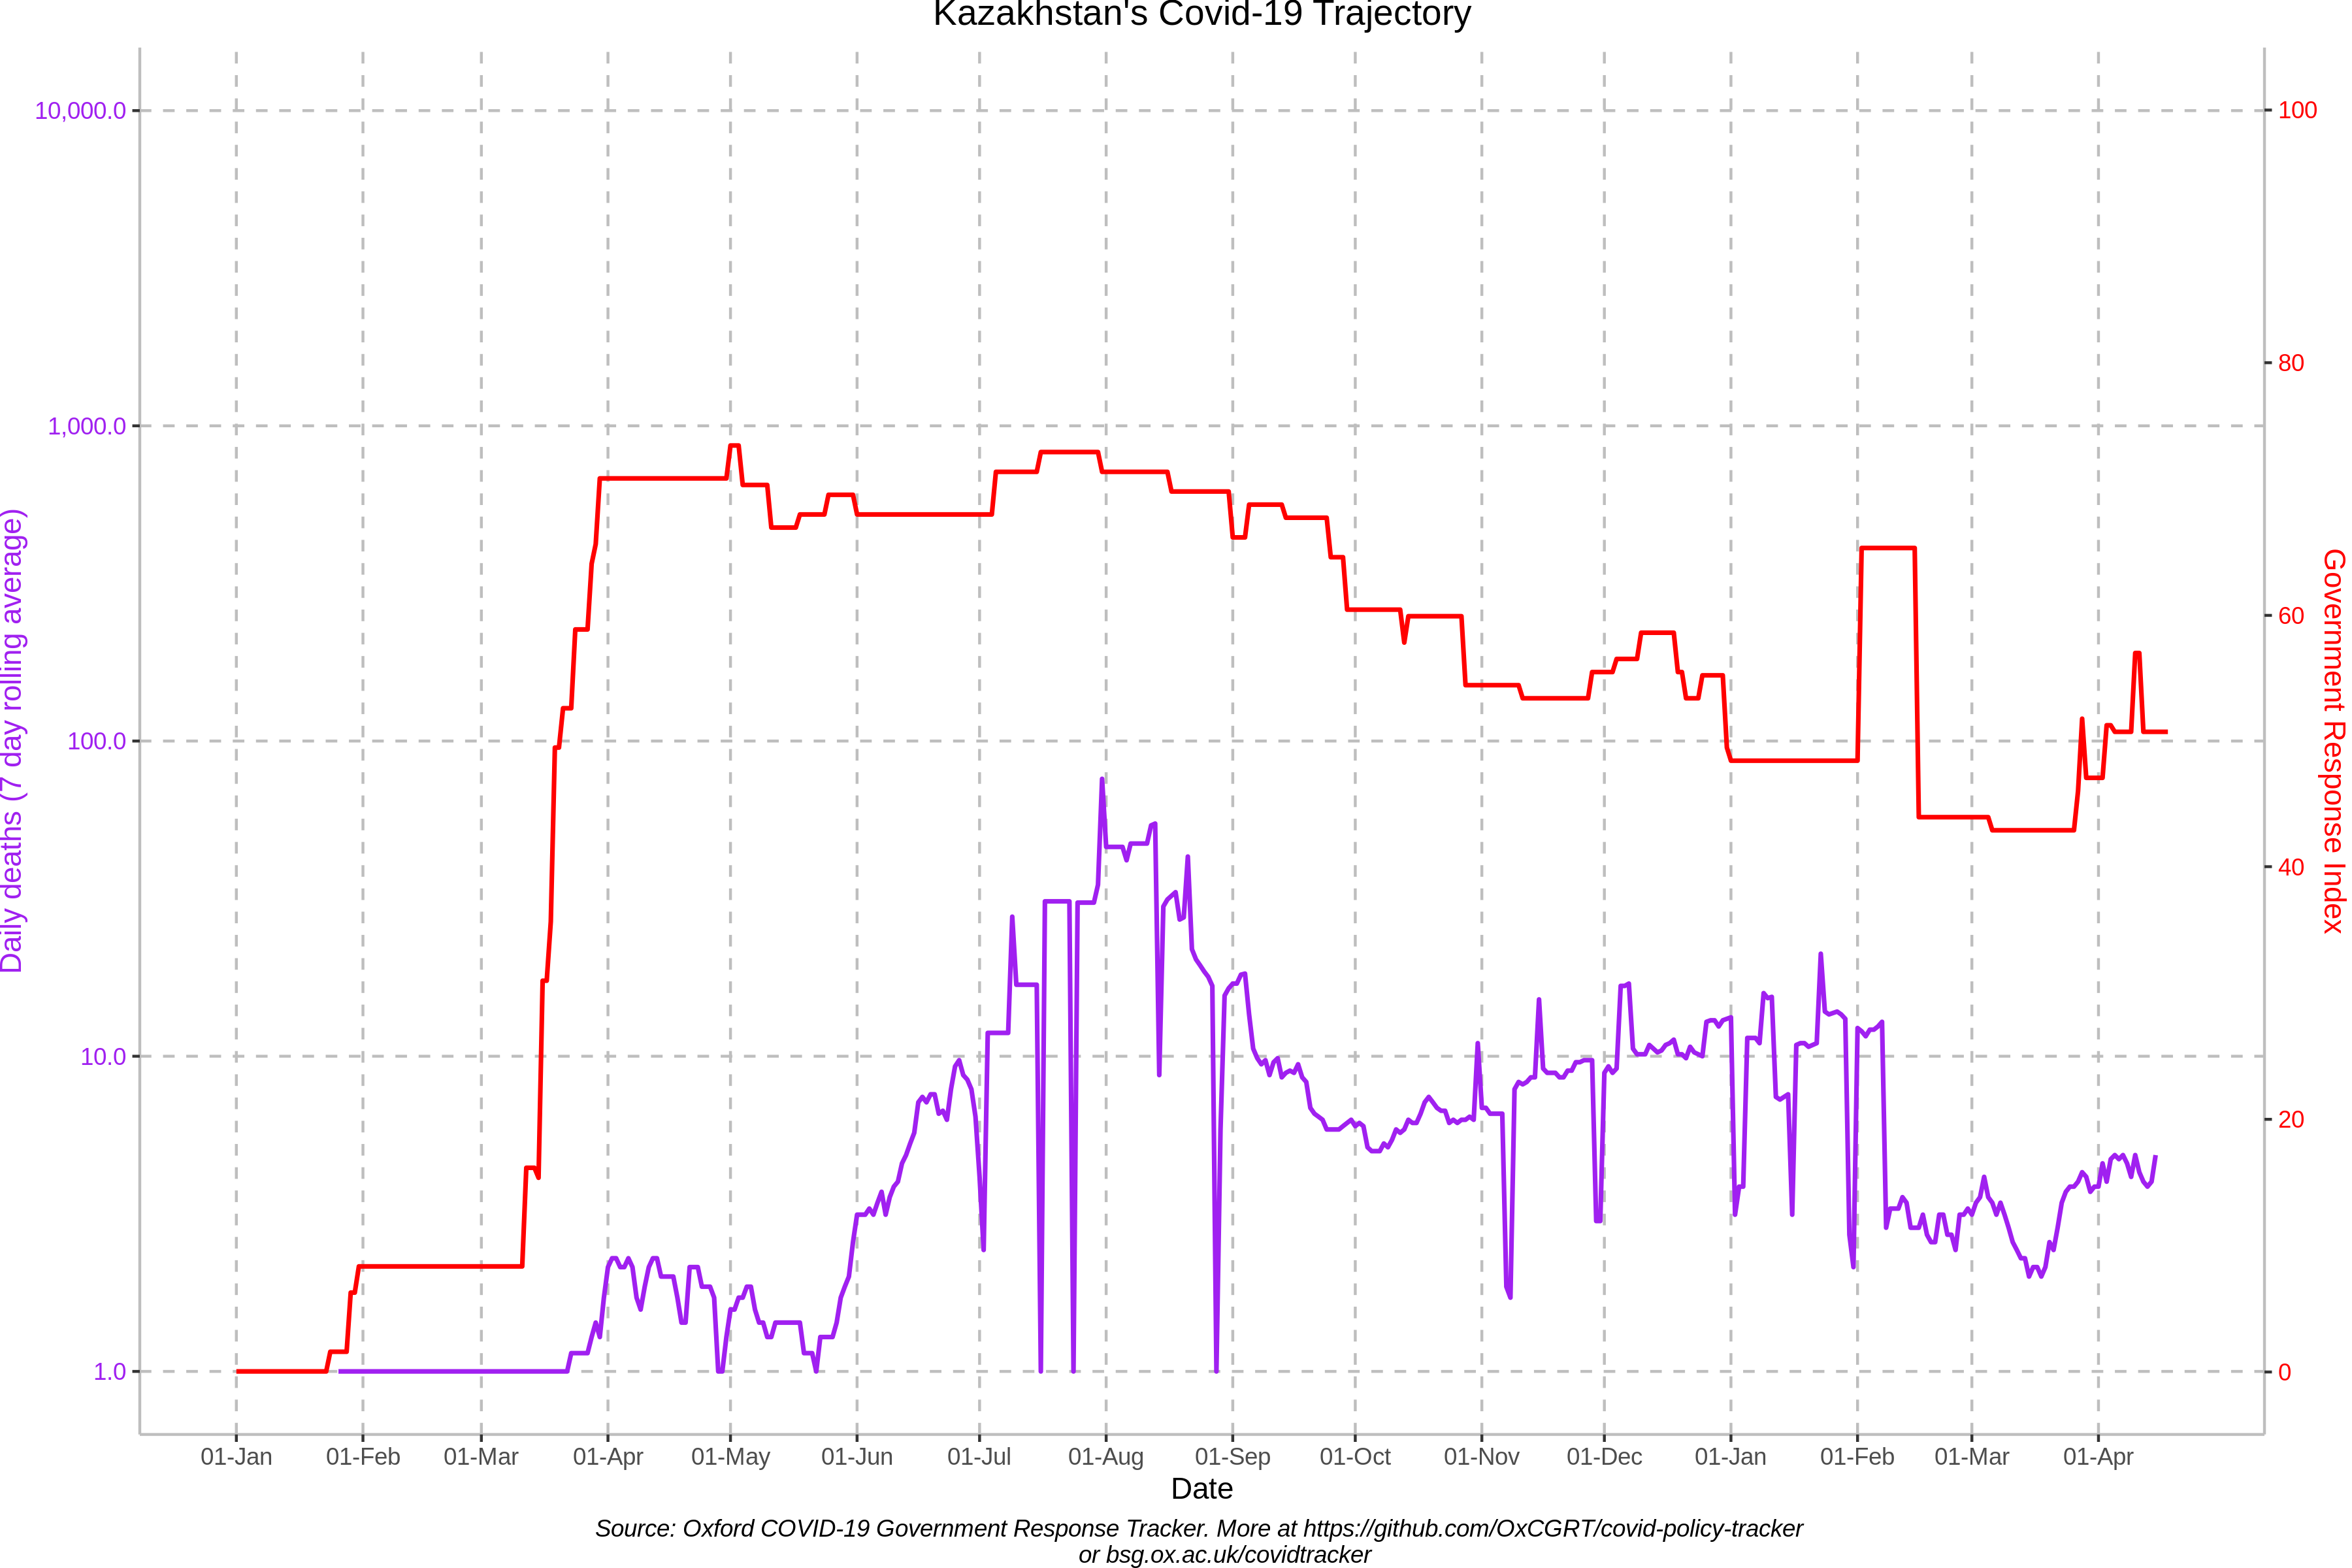 Kazakhstan's Covid-19 Trajectory
10,000.0
1,000.0
100.0
10.0
1.0
Daily deaths (7 day rolling average)
100
80
60
40
20
0
Government Response Index
01-Jan 01-Feb 01-Mar 01-Apr 01-May 01-Jun 01-Jul 01-Aug 01-Sep 01-Oct 01-Nov 01-Dec 01-Jan 01-Feb 01-Mar 01-Apr
Date
Source: Oxford COVID-19 Government Response Tracker. More at https://github.com/OxCGRT/covid-policy-tracker
or bsg.ox.ac.uk/covidtracker